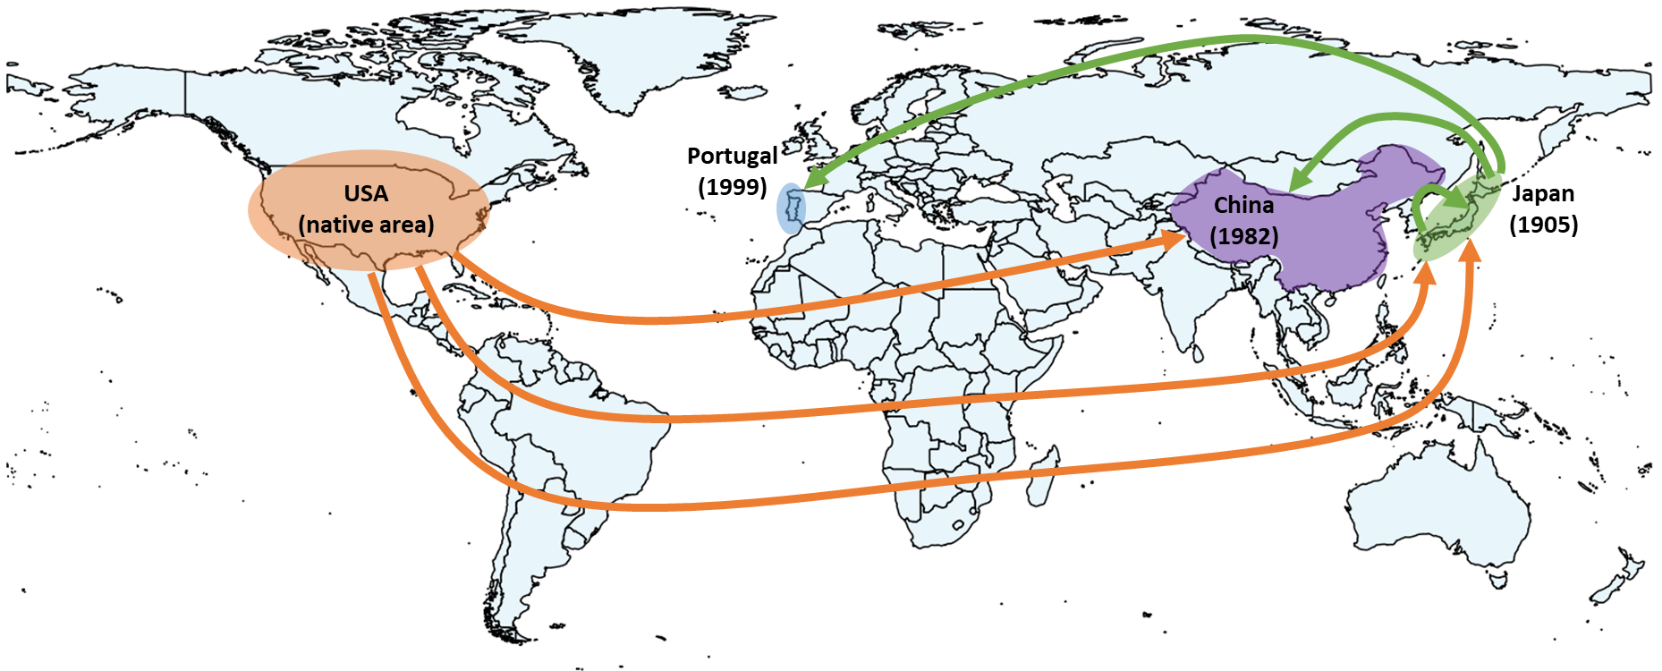 USA
(native area)
Portugal
(1999)
China
(1982)
Japan
(1905)